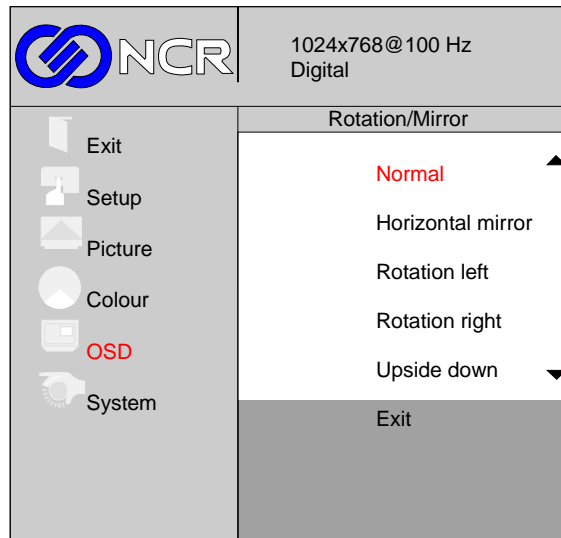 NCR
1024x768@100 Hz
Digital
Exit
Setup
Picture
Colour
OSD
System
Rotation/Mirror
Normal
Horizontal mirror
Rotation left
Rotation right
Upside down
Exit